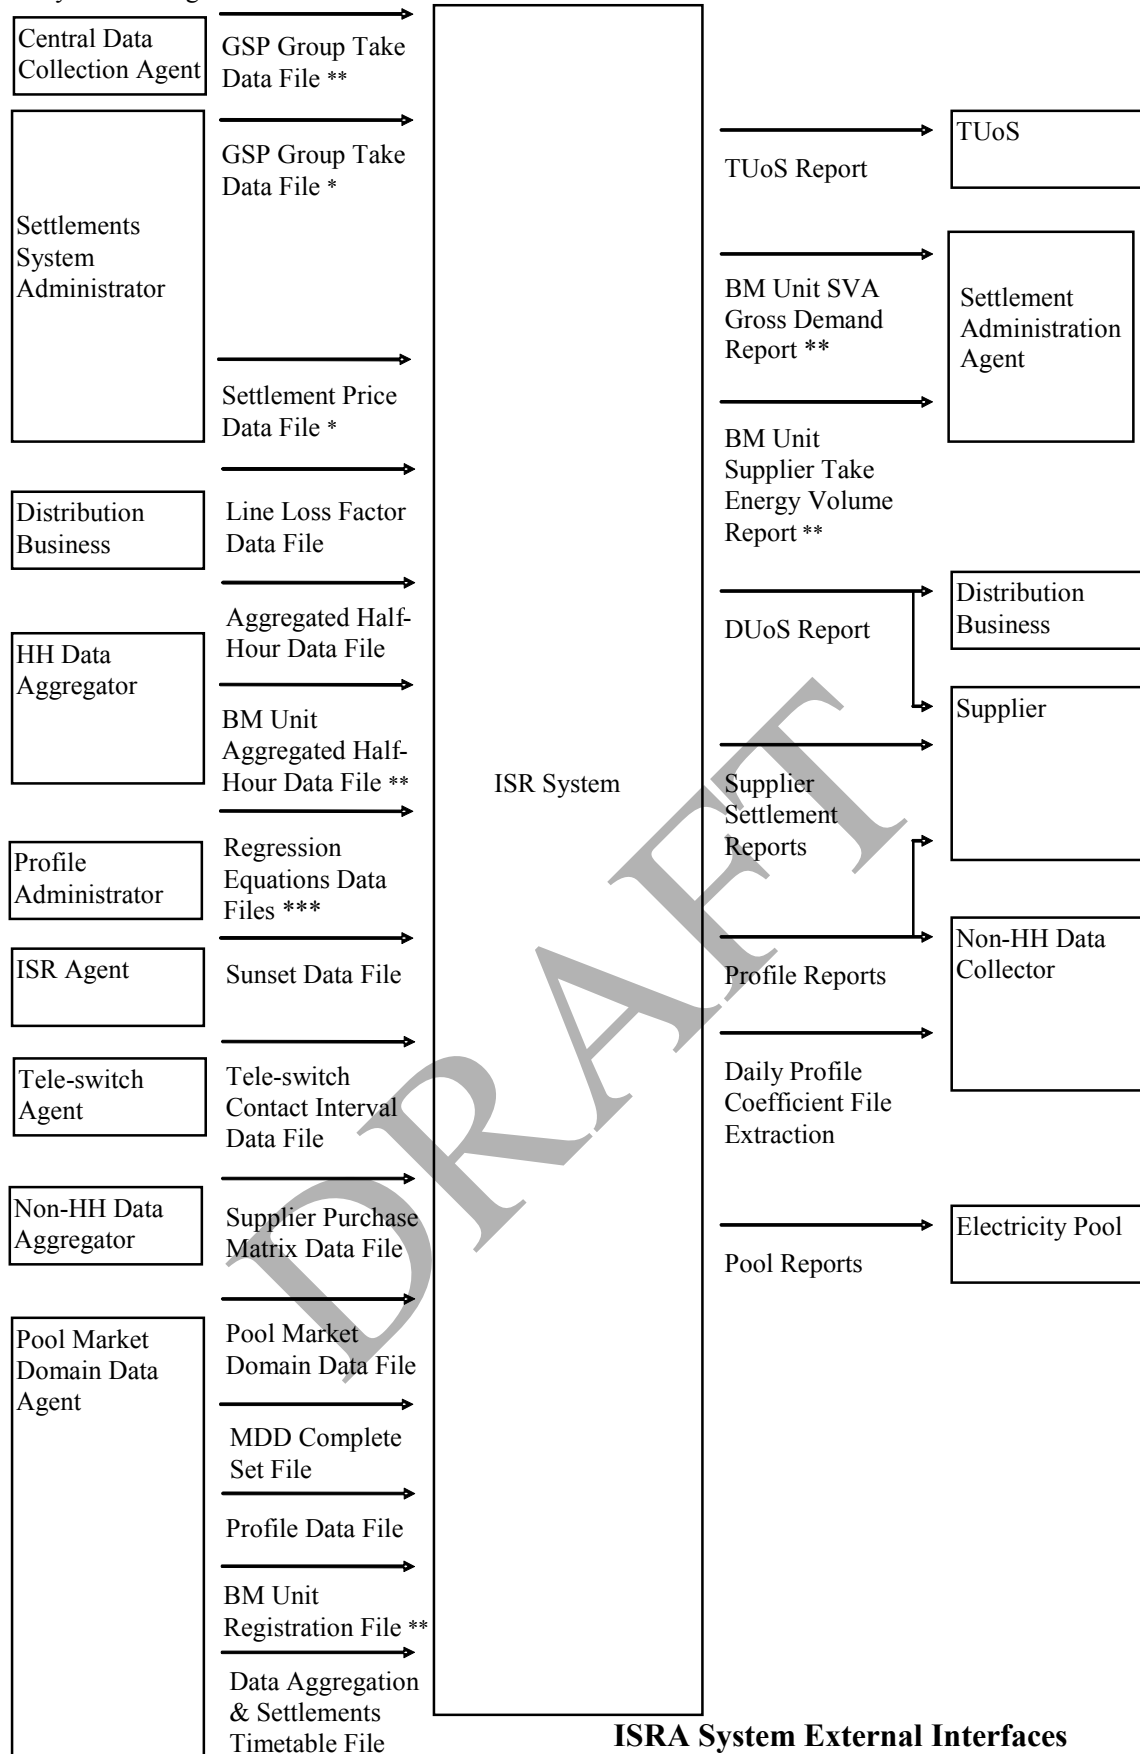 Central Data
Collection Agent
GSP Group Take
Data File **
GSP Group Take
Data File *
Settlements
System
Administrator
Settlement Price
Data File *
Distribution
Business
Line Loss Factor
Data File
HH Data
Aggregator
Aggregated Half-
Hour Data File
BM Unit
Aggregated Half-
Hour Data File **
Profile
Administrator
Regression
Equations Data
Files ***
ISR Agent
Sunset Data File
Tele-switch
Agent
Tele-switch
Contact Interval
Data File
Non-HH Data
Aggregator
Supplier Purchase
Matrix Data File
Pool Market
Domain Data
Agent
Pool Market
Domain Data File
MDD Complete
Set File
Profile Data File
BM Unit
Registration File **
Data Aggregation
& Settlements
Timetable File
ISR System
TUoS Report
TUoS
BM Unit SVA
Gross Demand
Report **
BM Unit
Supplier Take
Energy Volume
Report **
Settlement
Administration
Agent
DUoS Report
Distribution
Business
Supplier
Supplier
Settlement
Reports
Profile Reports
Non-HH Data
Collector
Daily Profile
Coefficient File
Extraction
Pool Reports
Electricity Pool
DRAFT
ISRA System External Interfaces